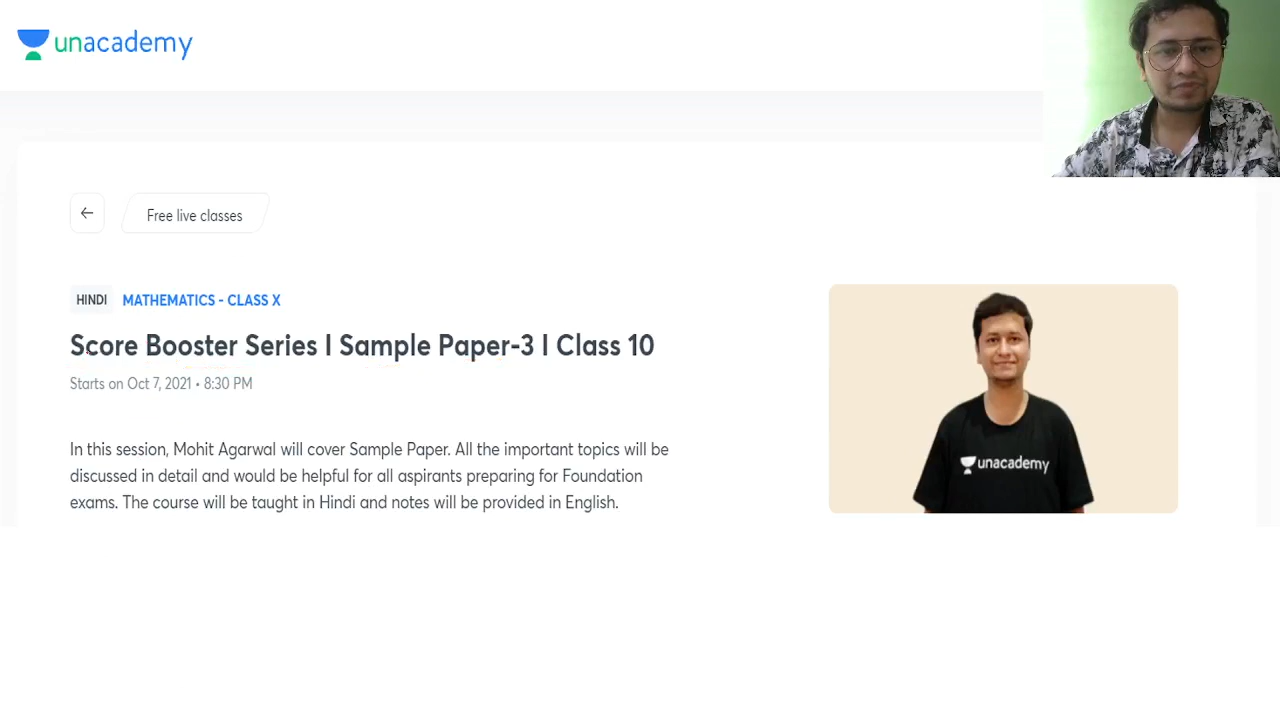 unacademy
Free live classes
HINDI MATHEMATICS - CLASS X
Score Booster Series I Sample Paper-3 I Class 10
Starts on Oct 7, 2021 • 8:30 PM
In this session, Mohit Agarwal will cover Sample Paper. All the important topics will be
discussed in detail and would be helpful for all aspirants preparing for Foundation
exams. The course will be taught in Hindi and notes will be provided in English.
unacademy